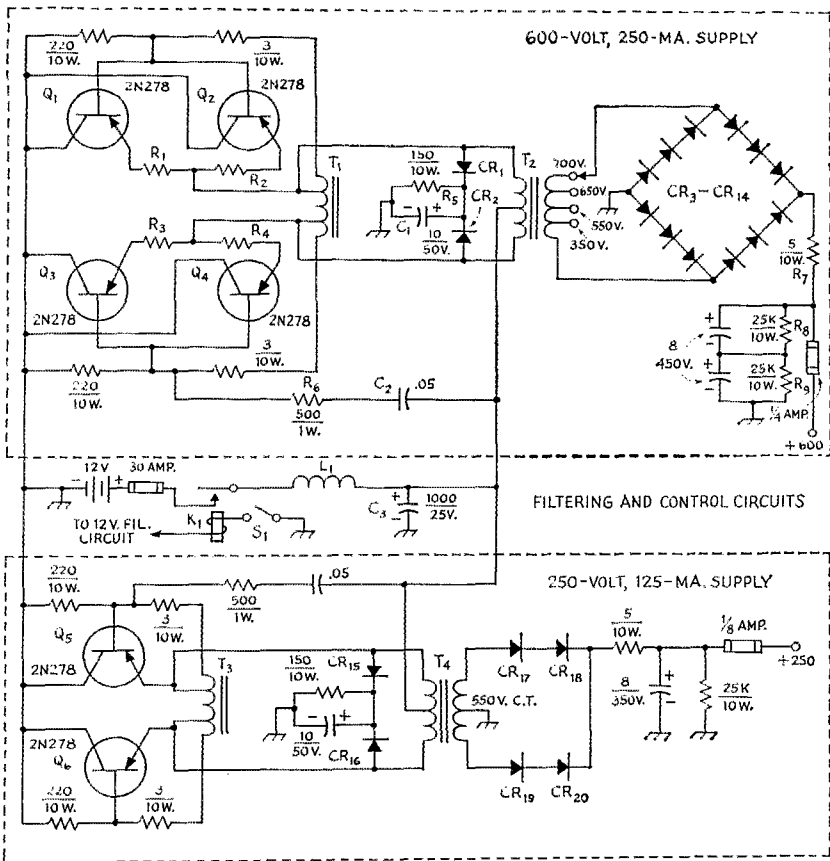 600-VOLT, 250-MA. SUPPLY
220
10W.
3
10W.
2N278
2N278
Q1
Q2
R1
R2
T1
150
10W.
R5
CR1
CR2
C1
10
50V.
T2
700V.
650V.
550V.
350V.
CR3-CR14
R3
R4
Q3
Q4
2N278
2N278
5
10W.
R7
220
10W.
3
10W.
R6
500
1W.
C2
.05
8
450V.
25K
10W.
R8
25K
10W.
R9
1/4 AMP.
+600
12V
30 AMP.
L1
K1
S1
TO 12V. FIL.
CIRCUIT
C3
1000
25V.
FILTERING AND CONTROL CIRCUITS
250-VOLT, 125-MA. SUPPLY
220
10W.
3
10W.
500
1W.
.05
Q5
2N278
T3
150
10W.
CR15
10
50V.
CR16
T4
550V. C.T.
CR17
CR18
5
10W.
1/8 AMP.
+250
8
350V.
25K
10W.
2N278
Q6
220
10W.
3
10W.
CR19
CR20